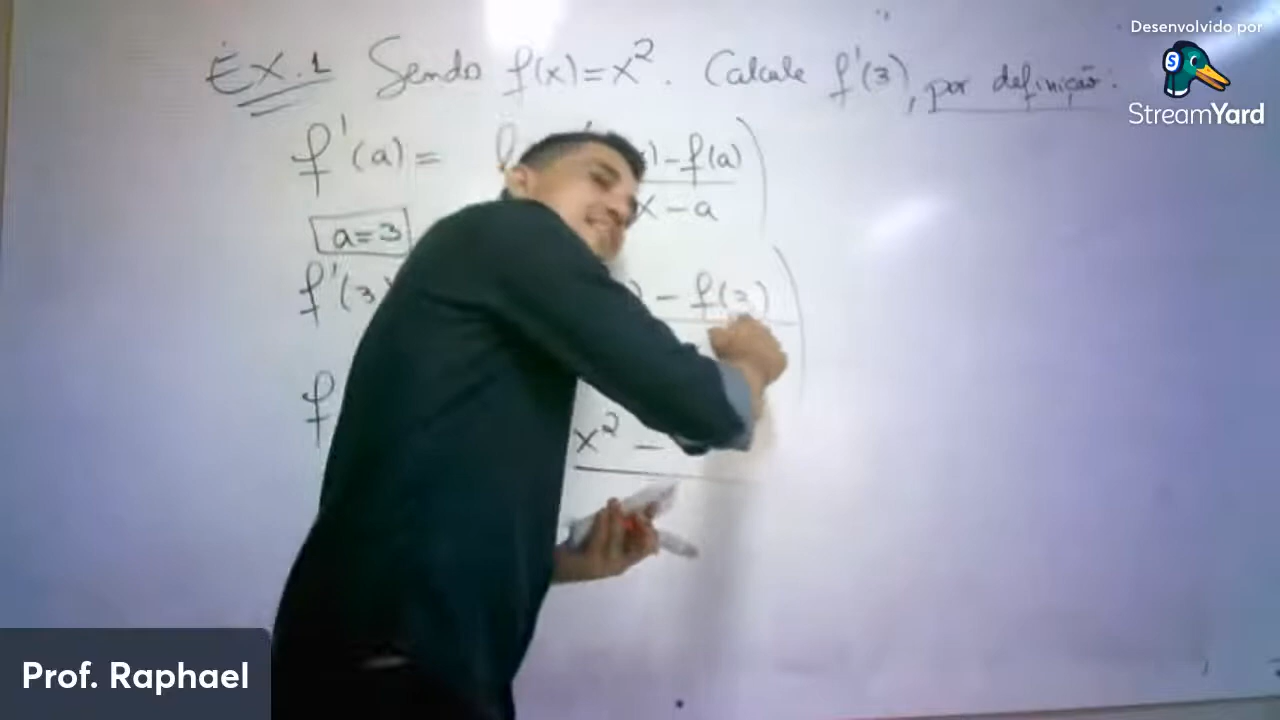 Desenvolvido por
StreamYard
Ex.1 Sendo f(x)=x². Calcule f'(3), por definição:
f'(a) = ) - f(a)
x - a
a=3
f'(3) ) - f(3)
f
x² -
Prof. Raphael